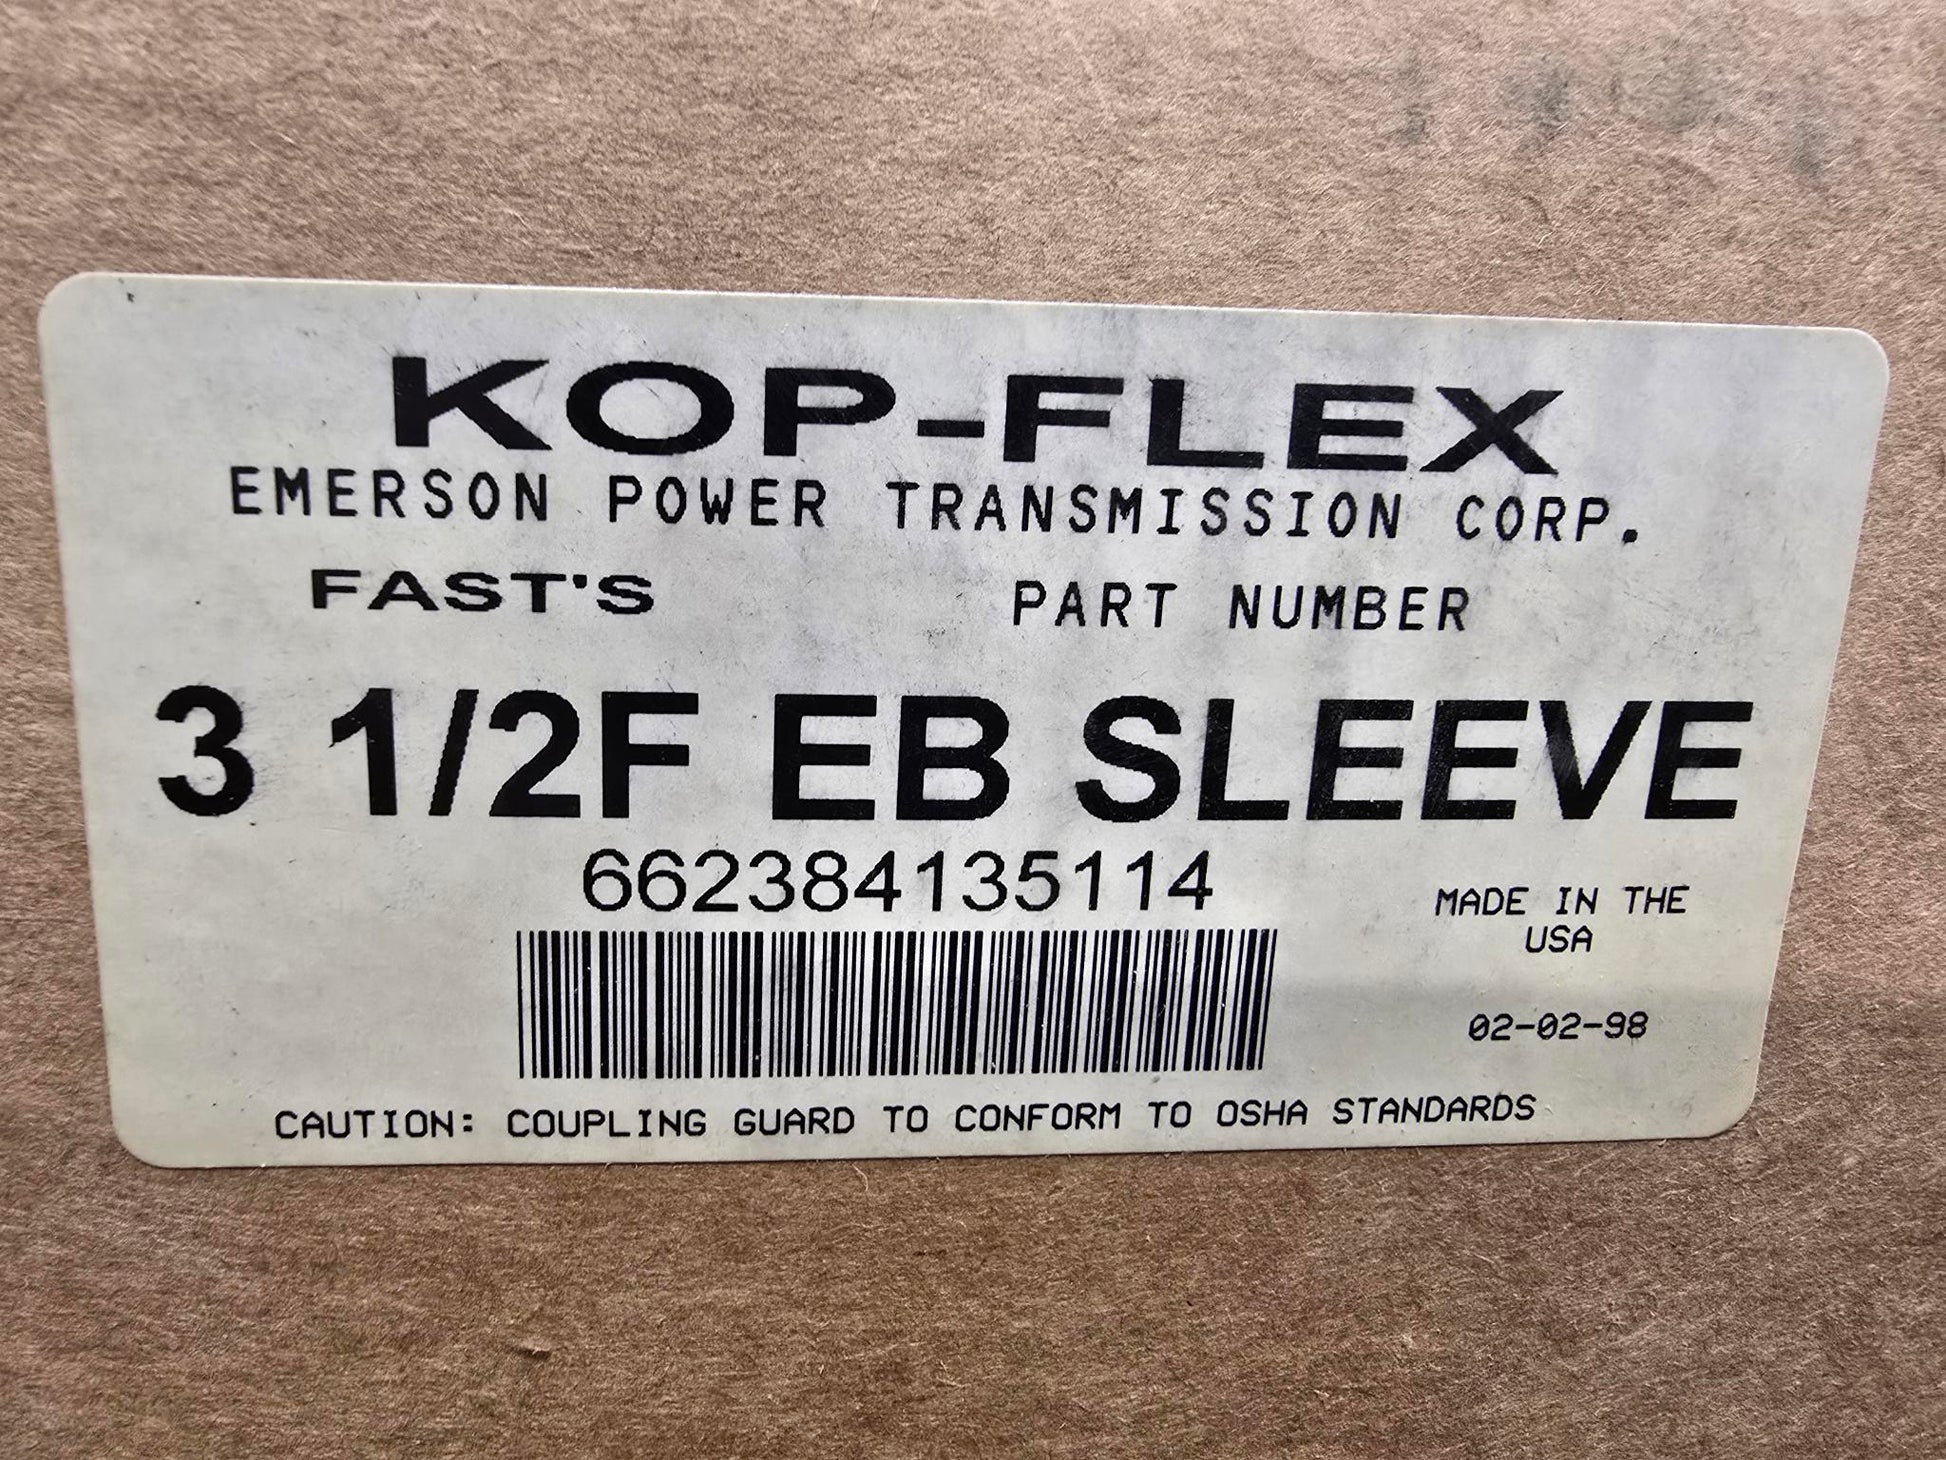 KOP-FLEX
EMERSON POWER TRANSMISSION CORP.
FAST'S PART NUMBER
3 1/2F EB SLEEVE
662384135114
MADE IN THE
USA
02-02-98
CAUTION: COUPLING GUARD TO CONFORM TO OSHA STANDARDS